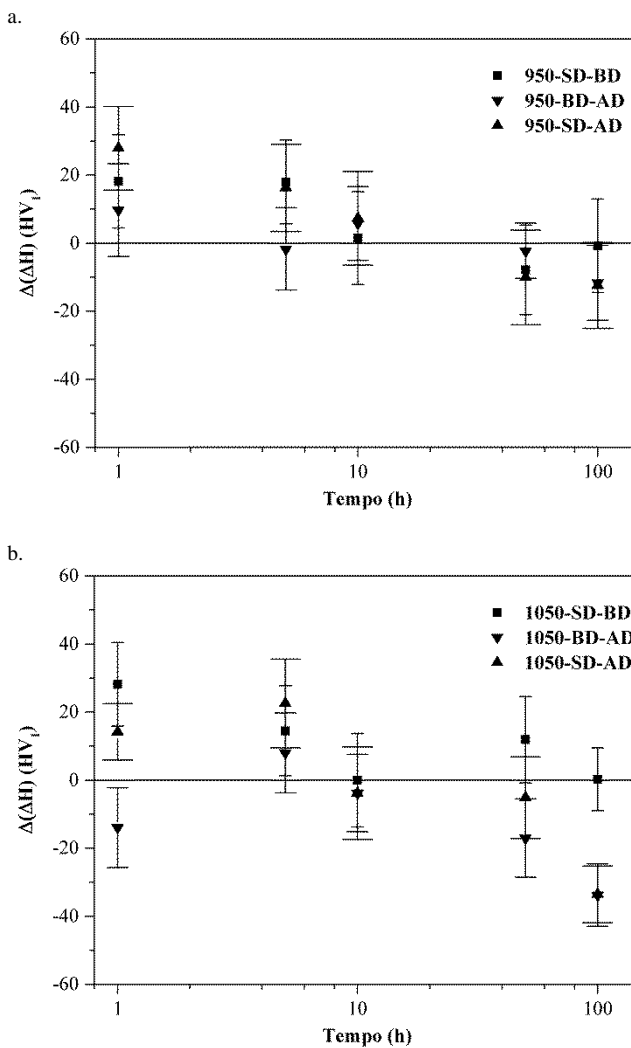 a.
60
40
20
0
-20
-40
-60
Δ(ΔH) (HV₁)
950-SD-BD
950-BD-AD
950-SD-AD
1
10
100
Tempo (h)
b.
60
40
20
0
-20
-40
-60
Δ(ΔH) (HV₁)
1050-SD-BD
1050-BD-AD
1050-SD-AD
1
10
100
Tempo (h)